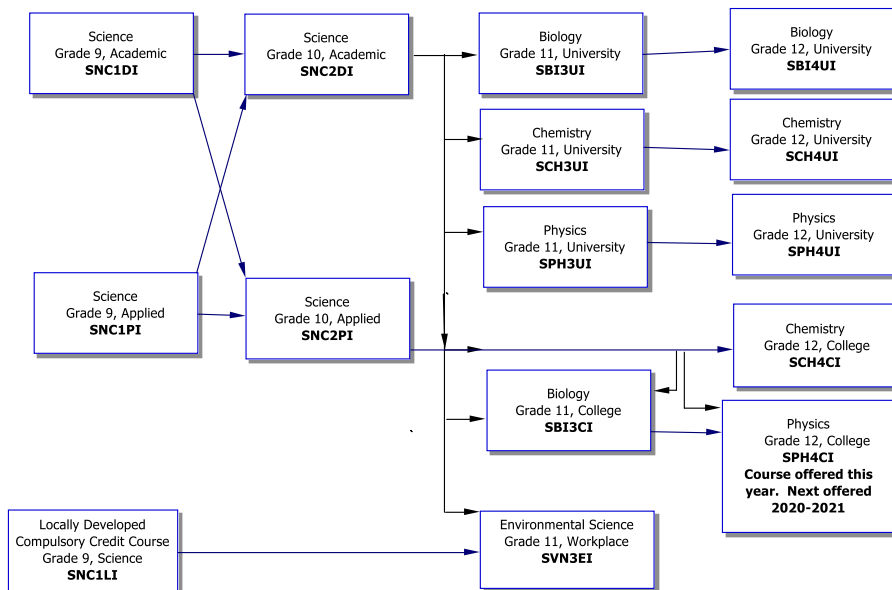 Science
Grade 9, Academic
SNC1DI
Science
Grade 10, Academic
SNC2DI
Biology
Grade 11, University
SBI3UI
Biology
Grade 12, University
SBI4UI
Chemistry
Grade 11, University
SCH3UI
Chemistry
Grade 12, University
SCH4UI
Physics
Grade 11, University
SPH3UI
Physics
Grade 12, University
SPH4UI
Science
Grade 9, Applied
SNC1PI
Science
Grade 10, Applied
SNC2PI
Chemistry
Grade 12, College
SCH4CI
Biology
Grade 11, College
SBI3CI
Physics
Grade 12, College
SPH4CI
Course offered this
year. Next offered
2020-2021
Locally Developed
Compulsory Credit Course
Grade 9, Science
SNC1LI
Environmental Science
Grade 11, Workplace
SVN3EI